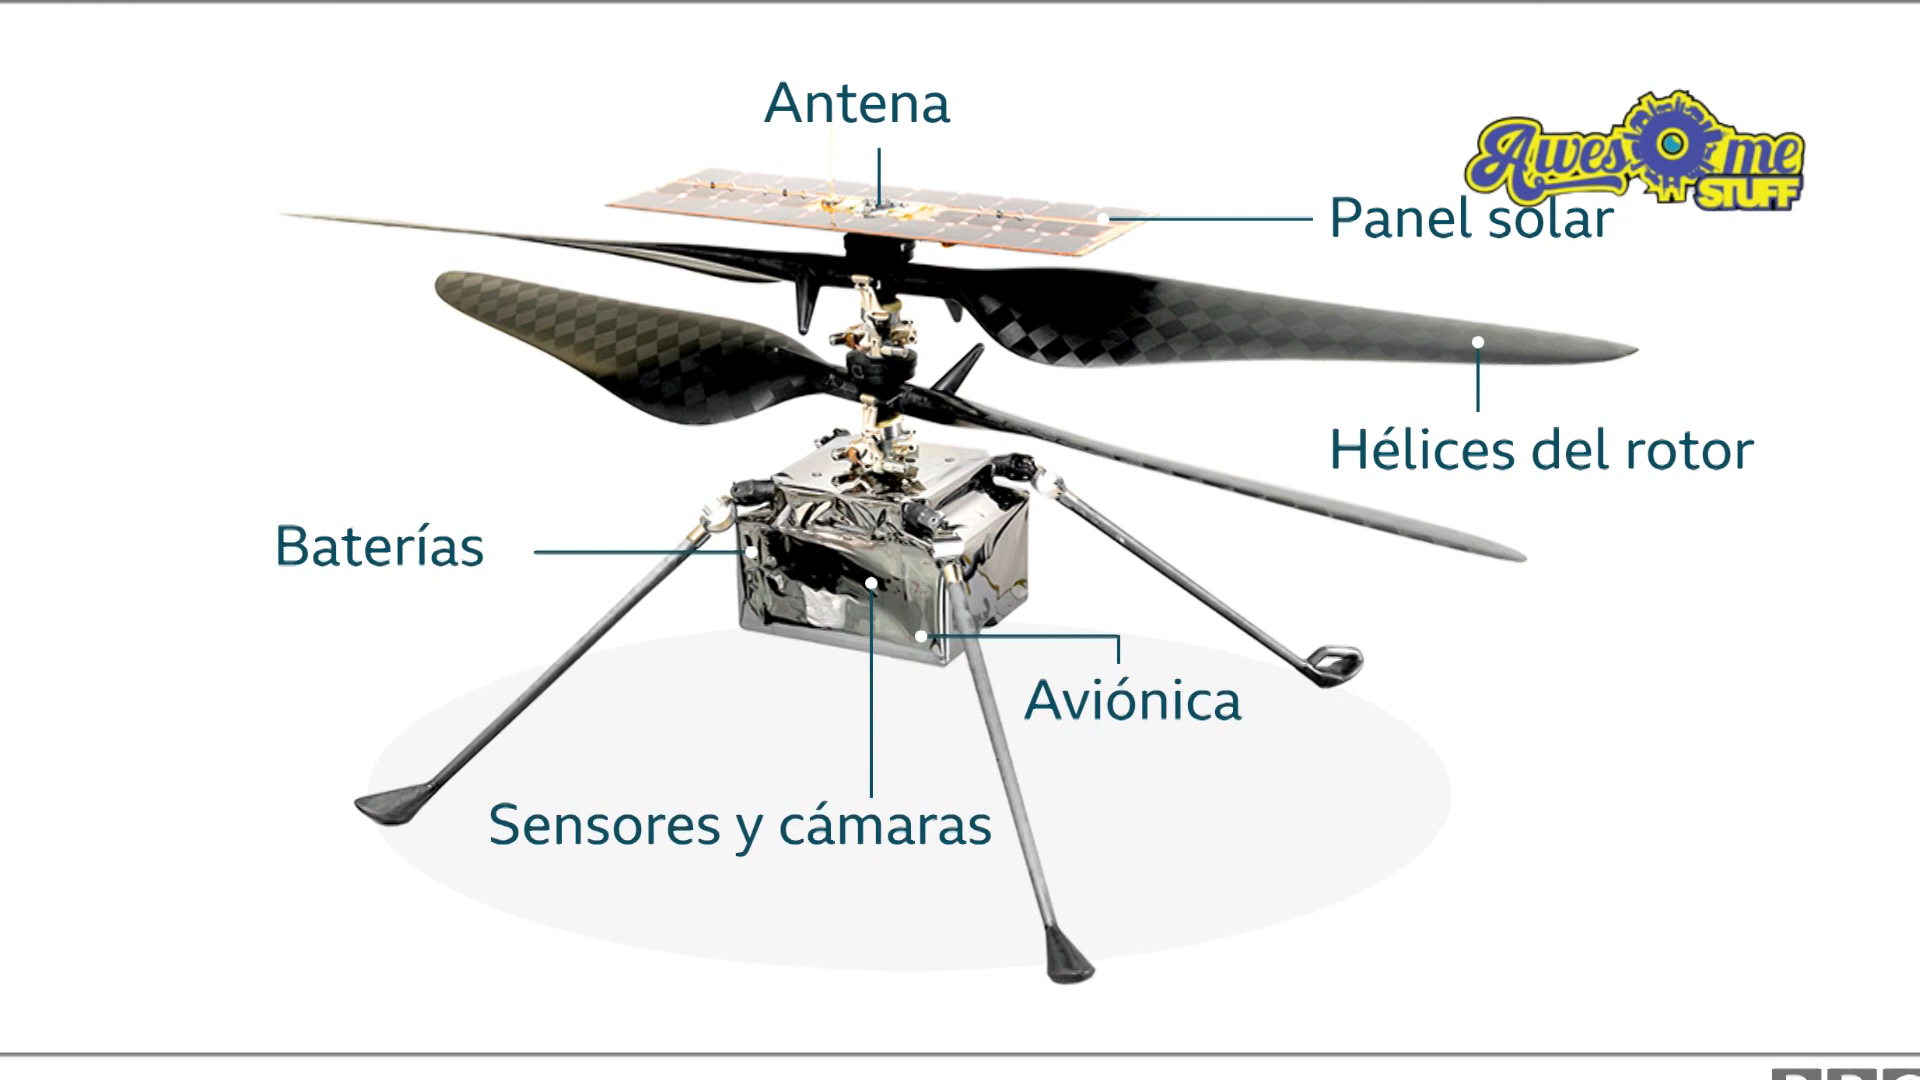 Antena
Awesome
STUFF
Panel solar
Hélices del rotor
Baterías
Aviónica
Sensores y cámaras